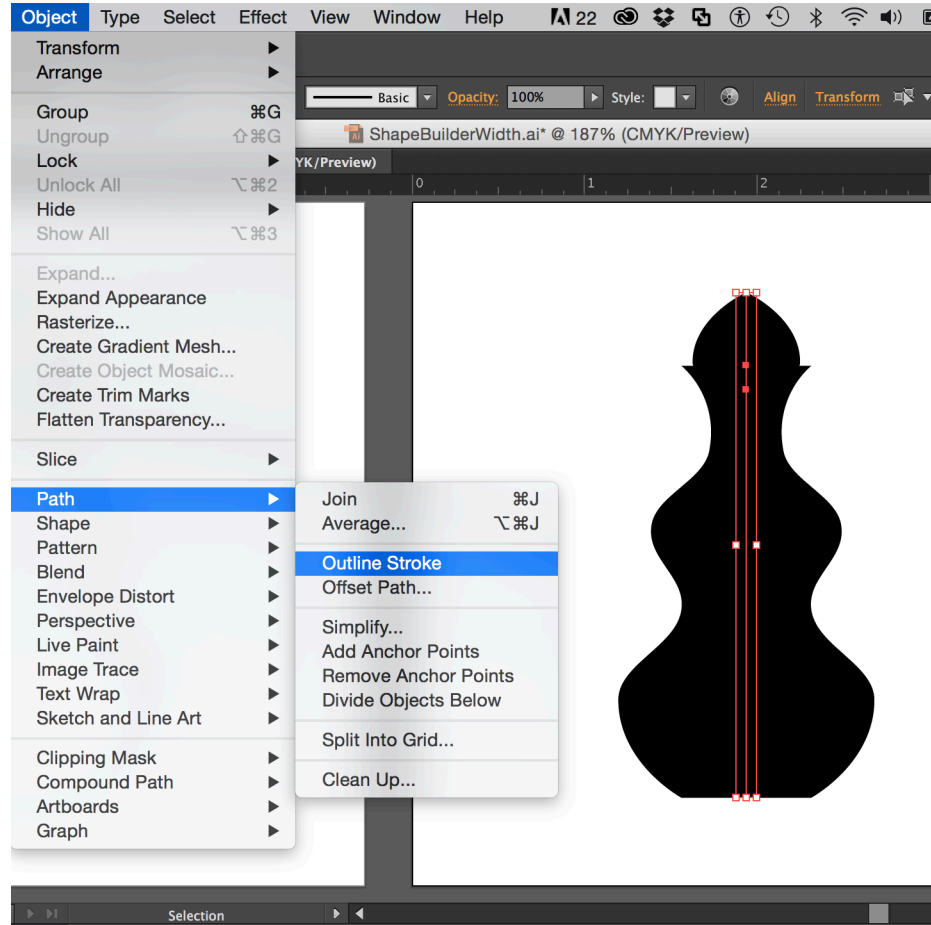 Object Type Select Effect View Window Help 22
Transform
Arrange
Basic Opacity: 100% Style: Align Transform
Group ⌘G
Ungroup ⇧⌘G
ShapeBuilderWidth.ai* @ 187% (CMYK/Preview)
Lock
YK/Preview)
Unlock All ⌥⌘2
0 1 2
Hide
Show All ⌥⌘3
Expand...
Expand Appearance
Rasterize...
Create Gradient Mesh...
Create Object Mosaic...
Create Trim Marks
Flatten Transparency...
Slice
Path
Shape
Pattern
Blend
Envelope Distort
Perspective
Live Paint
Image Trace
Text Wrap
Sketch and Line Art
Clipping Mask
Compound Path
Artboards
Graph
Join ⌘J
Average... ⌥⌘J
Outline Stroke
Offset Path...
Simplify...
Add Anchor Points
Remove Anchor Points
Divide Objects Below
Split Into Grid...
Clean Up...
Selection